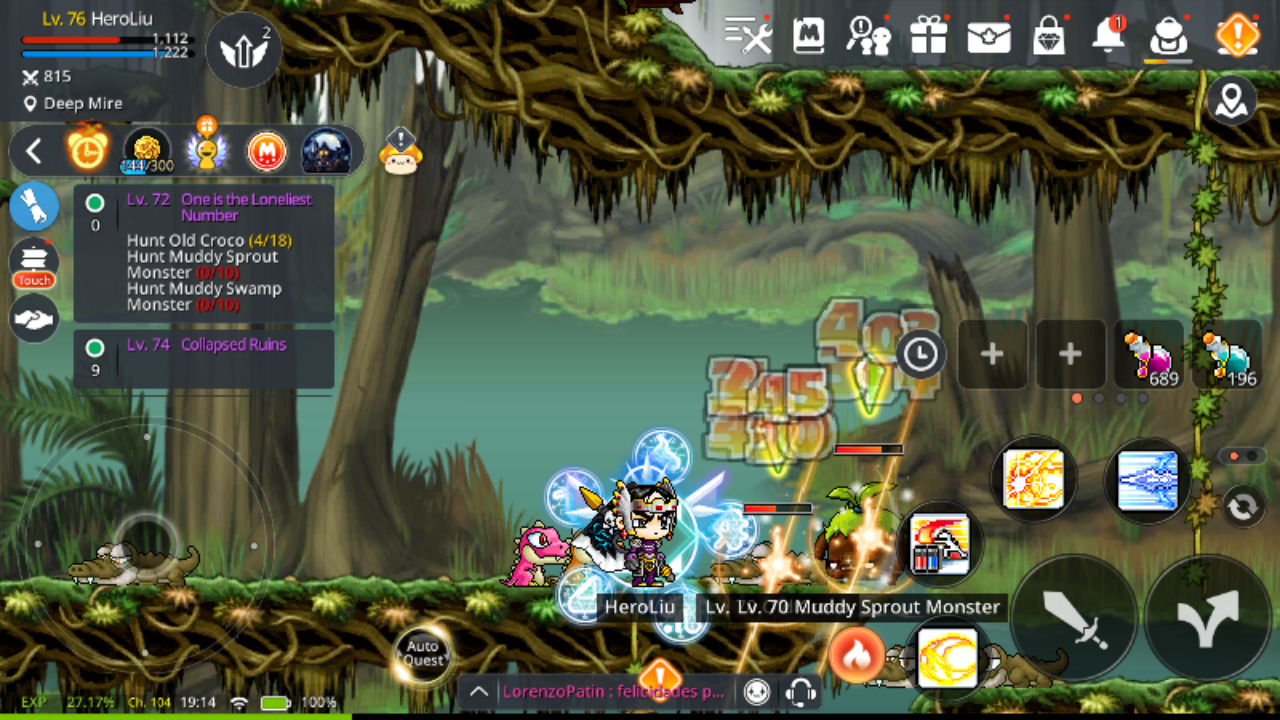 Lv. 76 HeroLiu
1,112
1,222
2
815
Deep Mire
1
144/300
Lv. 72 One is the Loneliest
Number
0
Hunt Old Croco (4/18)
Hunt Muddy Sprout
Monster (0/10)
Hunt Muddy Swamp
Monster (0/10)
Touch
Lv. 74 Collapsed Ruins
9
689
196
HeroLiu
Lv. Lv. 70 Muddy Sprout Monster
Auto
Quest
LorenzoPatin : felicidades p...
EXP 27.17% Ch. 104 19:14 100%